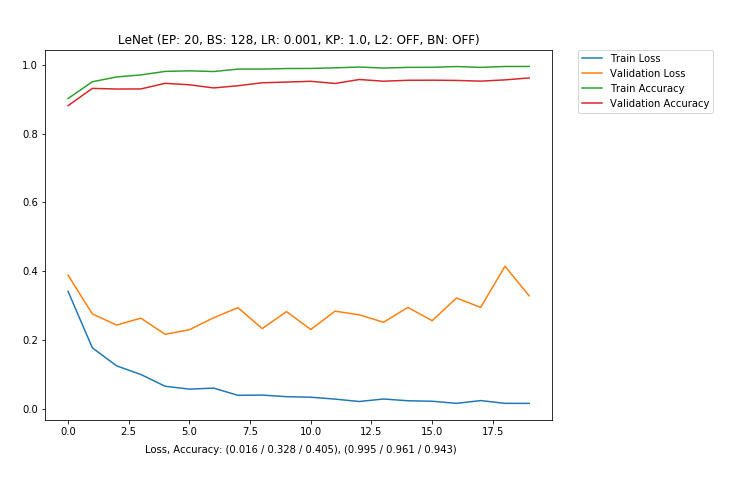 LeNet (EP: 20, BS: 128, LR: 0.001, KP: 1.0, L2: OFF, BN: OFF)
Train Loss
Validation Loss
Train Accuracy
Validation Accuracy
1.0
0.8
0.6
0.4
0.2
0.0
0.0 2.5 5.0 7.5 10.0 12.5 15.0 17.5
Loss, Accuracy: (0.016 / 0.328 / 0.405), (0.995 / 0.961 / 0.943)